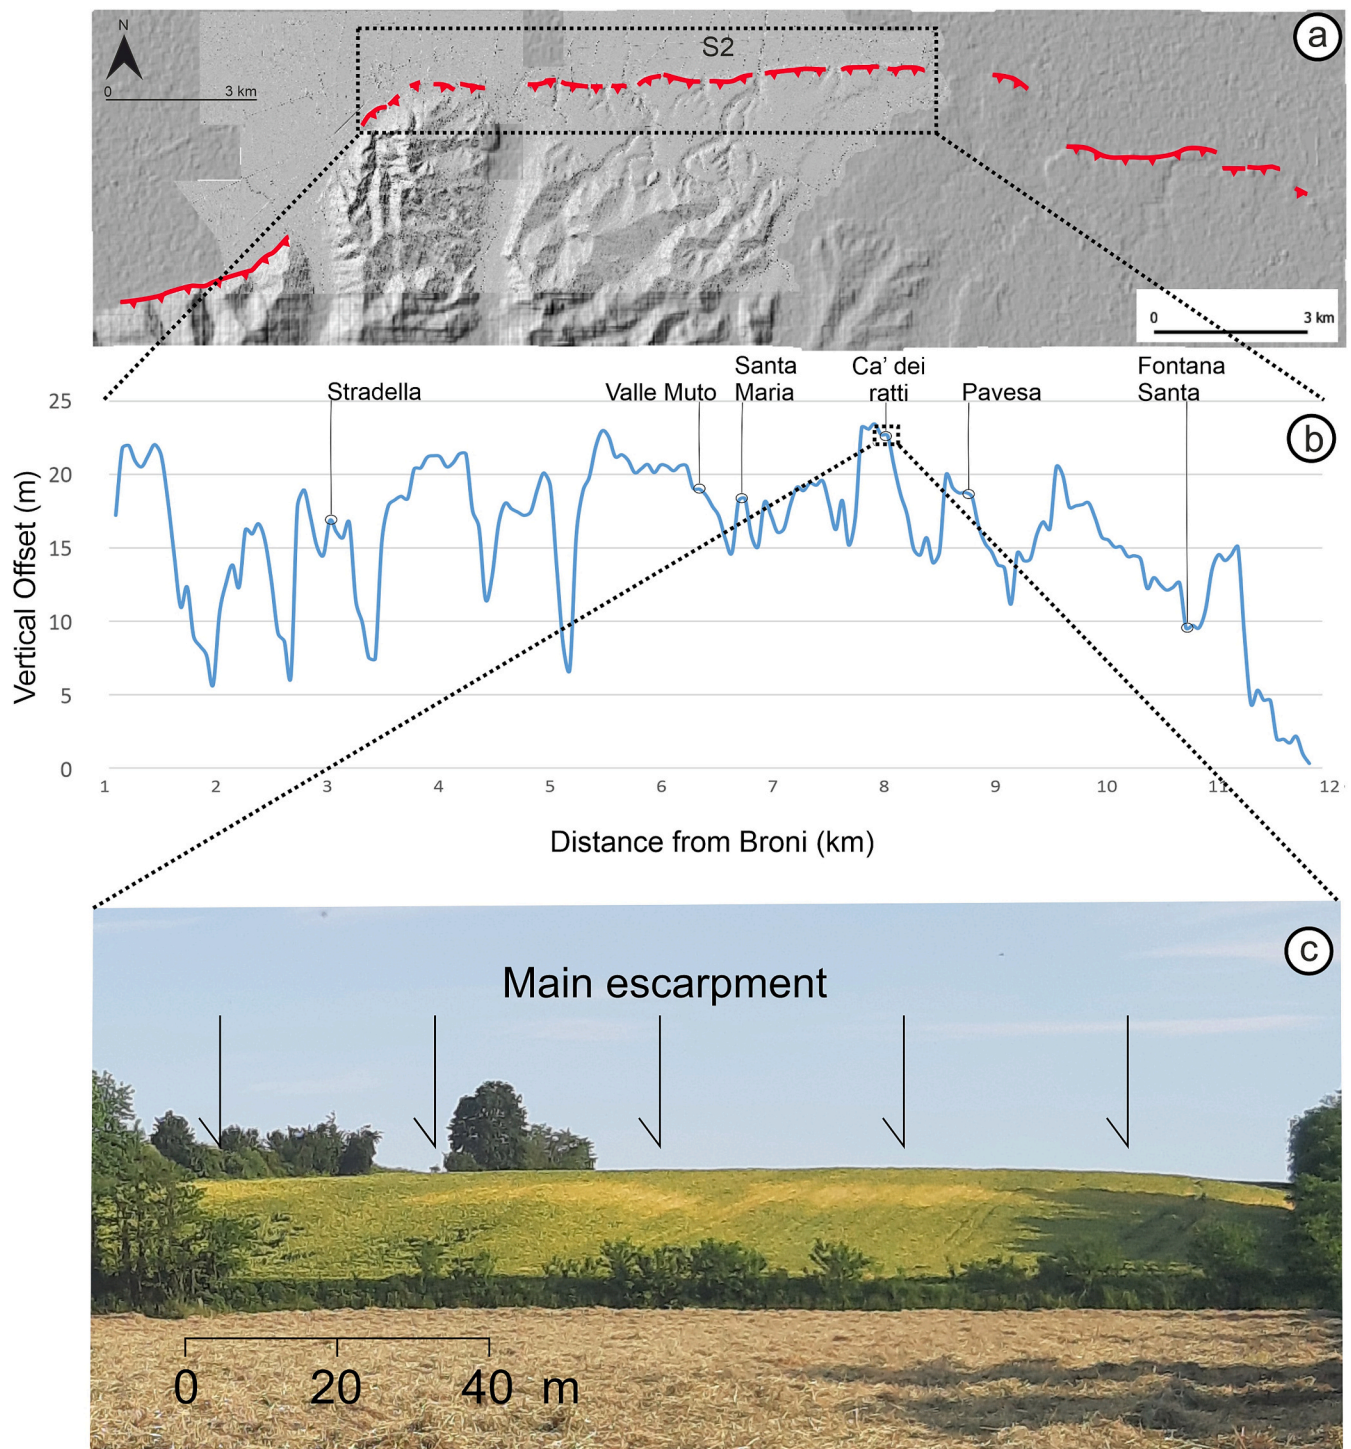 a
N
S2
0 3 km
0 3 km
b
Stradella
Valle Muto
Santa
Maria
Ca' dei
ratti
Pavesa
Fontana
Santa
25
20
15
10
5
0
Vertical Offset (m)
1 2 3 4 5 6 7 8 9 10 11 12
Distance from Broni (km)
c
Main escarpment
0 20 40 m